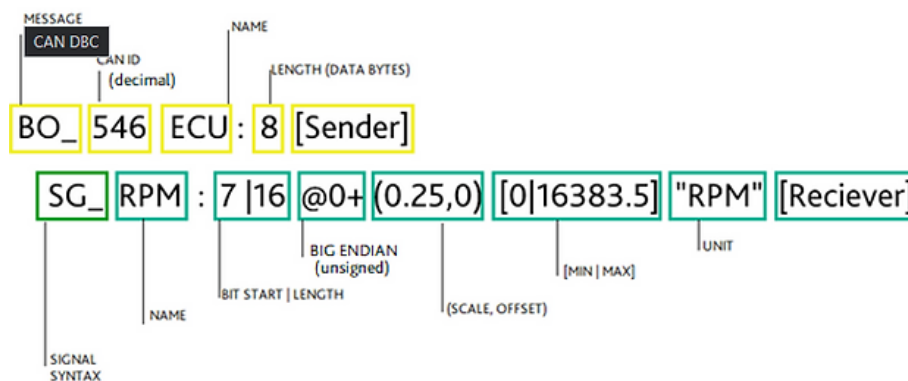 MESSAGE
CAN DBC
NAME
CAN ID
(decimal)
LENGTH (DATA BYTES)
BO_ 546 ECU : 8 [Sender]
SG_ RPM : 7 |16 @0+ (0.25,0) [0|16383.5] "RPM" [Reciever]
BIG ENDIAN
(unsigned)
UNIT
[MIN | MAX]
BIT START | LENGTH
(SCALE, OFFSET)
NAME
SIGNAL
SYNTAX